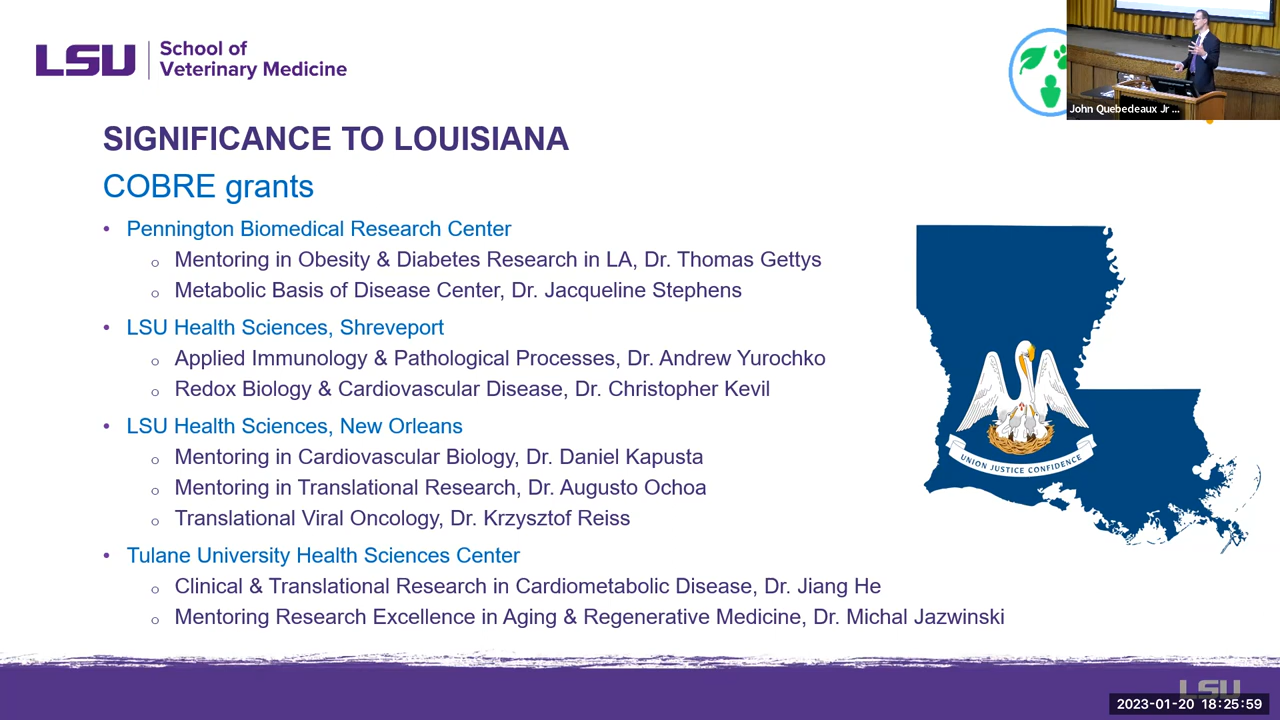 LSU
School of
Veterinary Medicine
John Quebedeaux Jr ...
SIGNIFICANCE TO LOUISIANA
COBRE grants
• Pennington Biomedical Research Center
o Mentoring in Obesity & Diabetes Research in LA, Dr. Thomas Gettys
o Metabolic Basis of Disease Center, Dr. Jacqueline Stephens
• LSU Health Sciences, Shreveport
o Applied Immunology & Pathological Processes, Dr. Andrew Yurochko
o Redox Biology & Cardiovascular Disease, Dr. Christopher Kevil
• LSU Health Sciences, New Orleans
o Mentoring in Cardiovascular Biology, Dr. Daniel Kapusta
o Mentoring in Translational Research, Dr. Augusto Ochoa
o Translational Viral Oncology, Dr. Krzysztof Reiss
• Tulane University Health Sciences Center
o Clinical & Translational Research in Cardiometabolic Disease, Dr. Jiang He
o Mentoring Research Excellence in Aging & Regenerative Medicine, Dr. Michal Jazwinski
UNION JUSTICE CONFIDENCE
LSU
2023-01-20 18:25:59